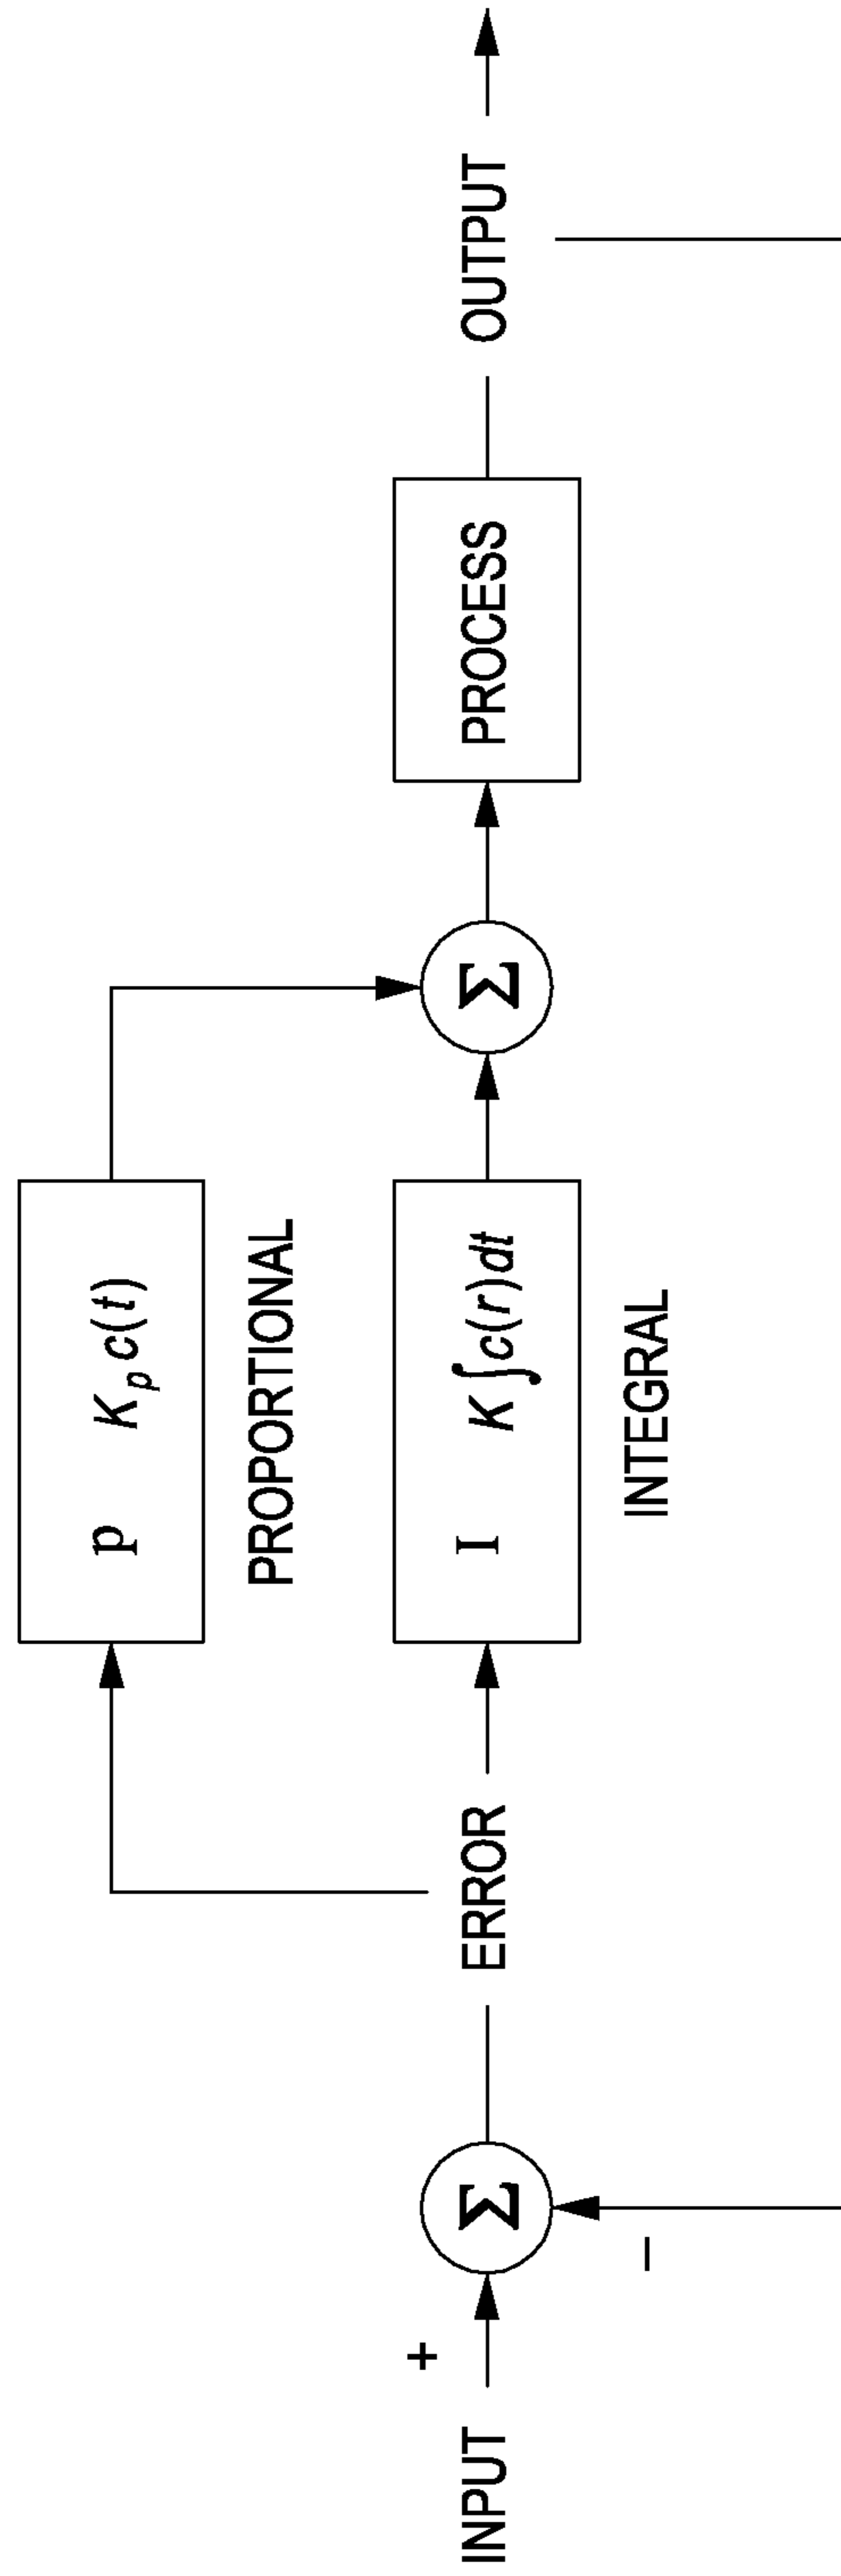 INPUT
+
−
Σ
ERROR
p K_p c(t)
PROPORTIONAL
I K∫c(r)dt
INTEGRAL
Σ
PROCESS
OUTPUT